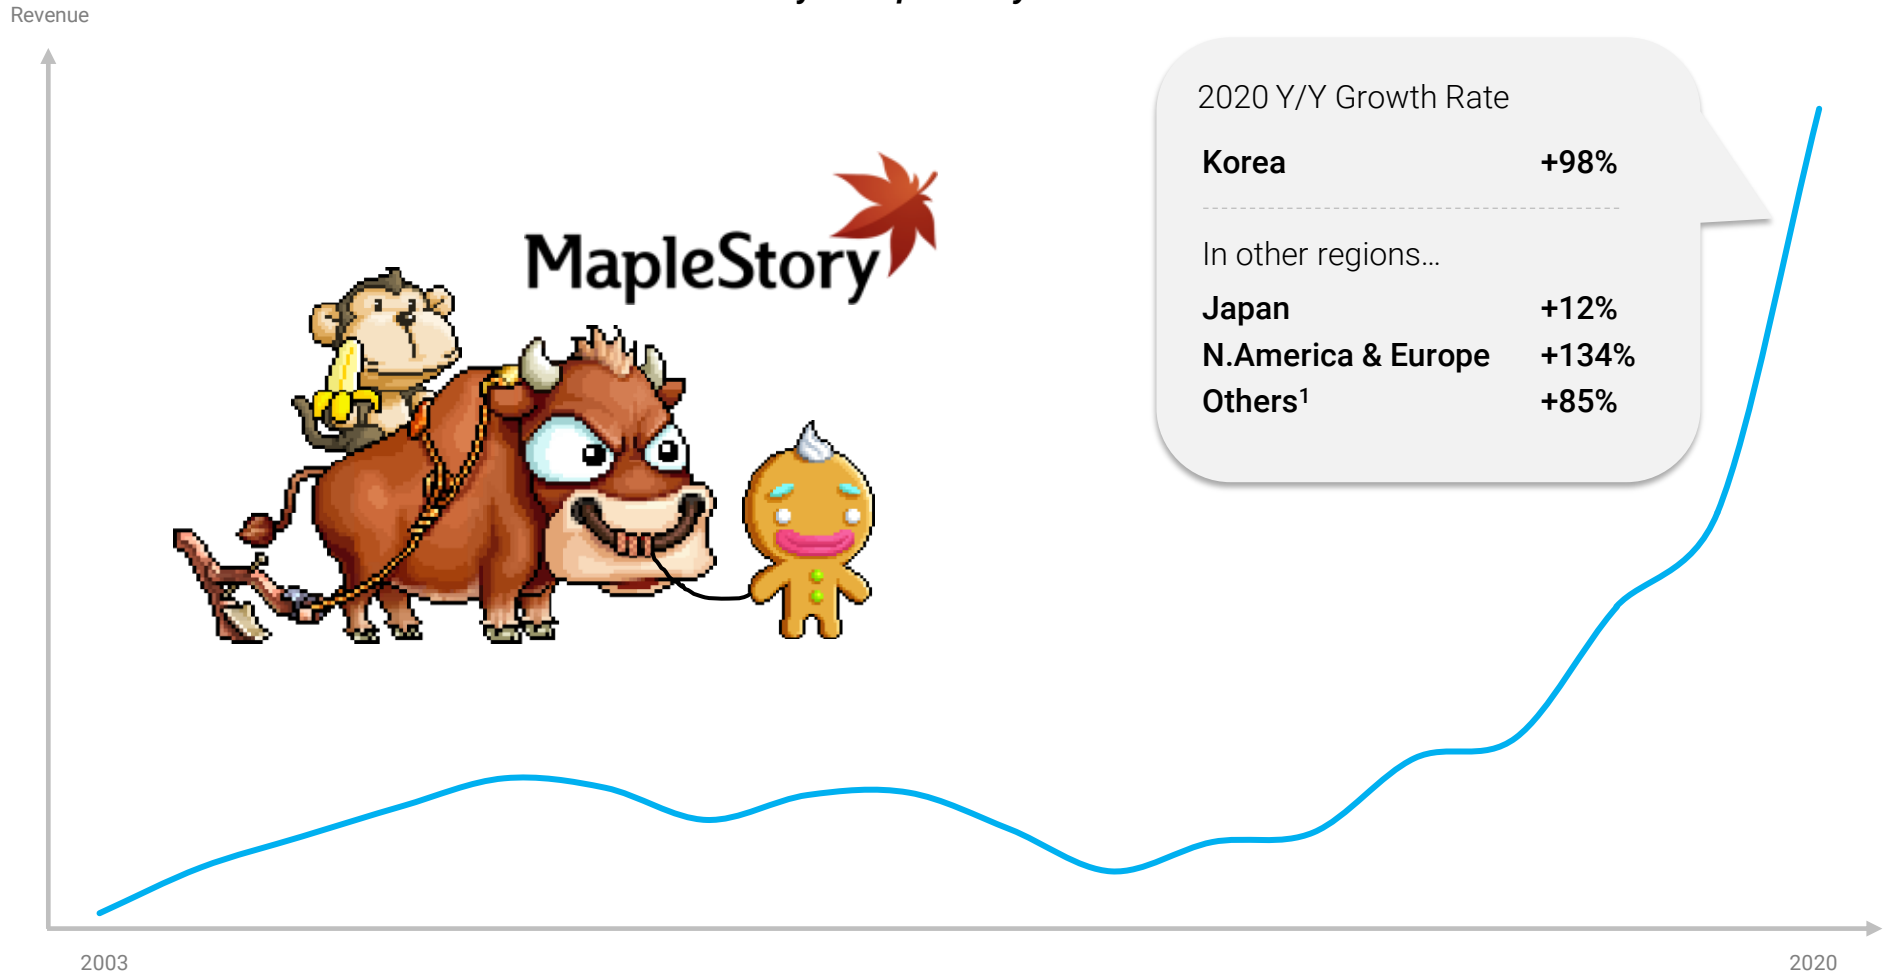 Revenue
2020 Y/Y Growth Rate
Korea +98%
In other regions...
Japan +12%
N.America & Europe +134%
Others¹ +85%
MapleStory
2003
2020